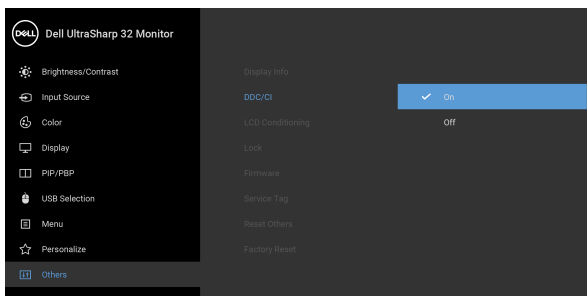 DELL Dell UltraSharp 32 Monitor
Brightness/Contrast
Input Source
Color
Display
PIP/PBP
USB Selection
Menu
Personalize
Others
Display Info
DDC/CI
LCD Conditioning
Lock
Firmware
Service Tag
Reset Others
Factory Reset
On
Off